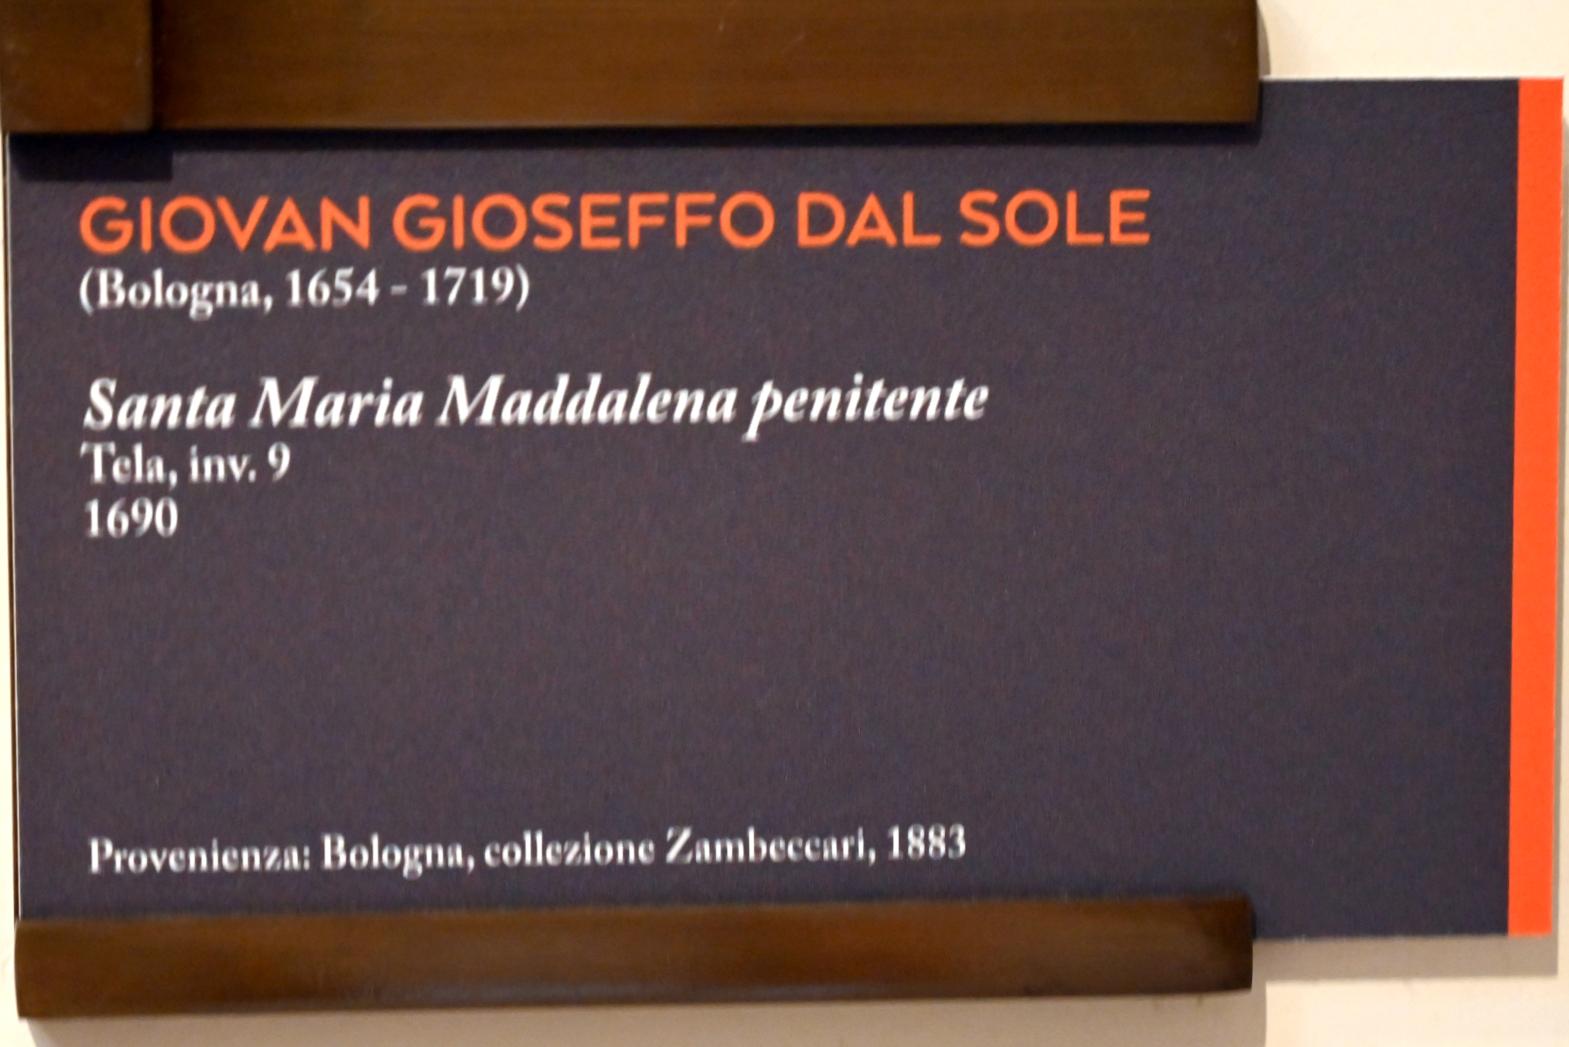 GIOVAN GIOSEFFO DAL SOLE
(Bologna, 1654 - 1719)
Santa Maria Maddalena penitente
Tela, inv. 9
1690
Provenienza: Bologna, collezione Zambeccari, 1883